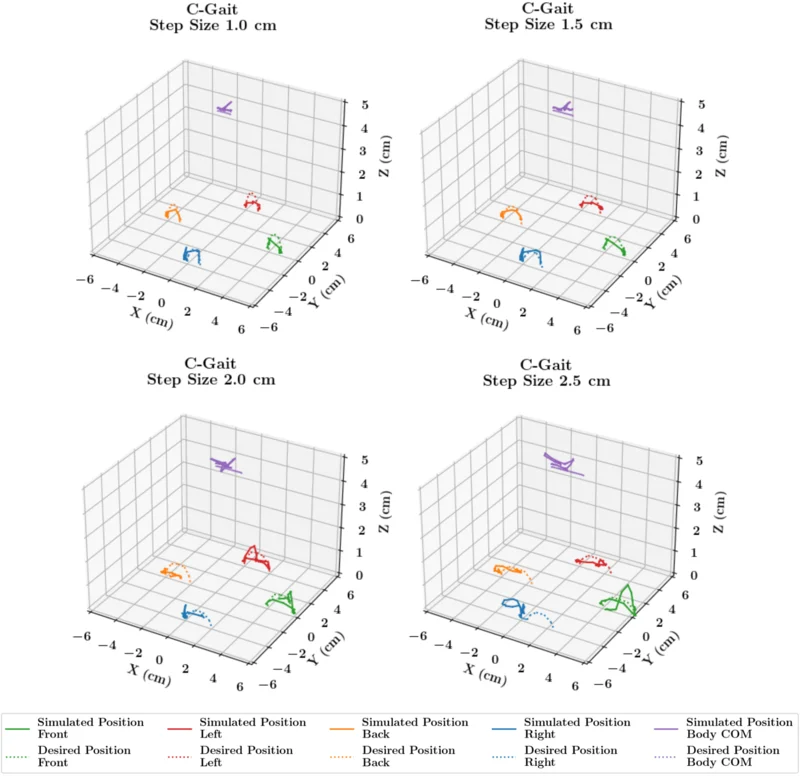 C-Gait
Step Size 1.0 cm
C-Gait
Step Size 1.5 cm
5
4
3
2
1
0
Z (cm)
−6
−4
−2
0
2
4
6
X (cm)
−6
−4
−2
0
2
4
6
Y (cm)
5
4
3
2
1
0
Z (cm)
−6
−4
−2
0
2
4
6
X (cm)
−6
−4
−2
0
2
4
6
Y (cm)
C-Gait
Step Size 2.0 cm
C-Gait
Step Size 2.5 cm
5
4
3
2
1
0
Z (cm)
−6
−4
−2
0
2
4
6
X (cm)
−6
−4
−2
0
2
4
6
Y (cm)
5
4
3
2
1
0
Z (cm)
−6
−4
−2
0
2
4
6
X (cm)
−6
−4
−2
0
2
4
6
Y (cm)
Simulated Position
Front
Simulated Position
Left
Simulated Position
Back
Simulated Position
Right
Simulated Position
Body COM
Desired Position
Front
Desired Position
Left
Desired Position
Back
Desired Position
Right
Desired Position
Body COM